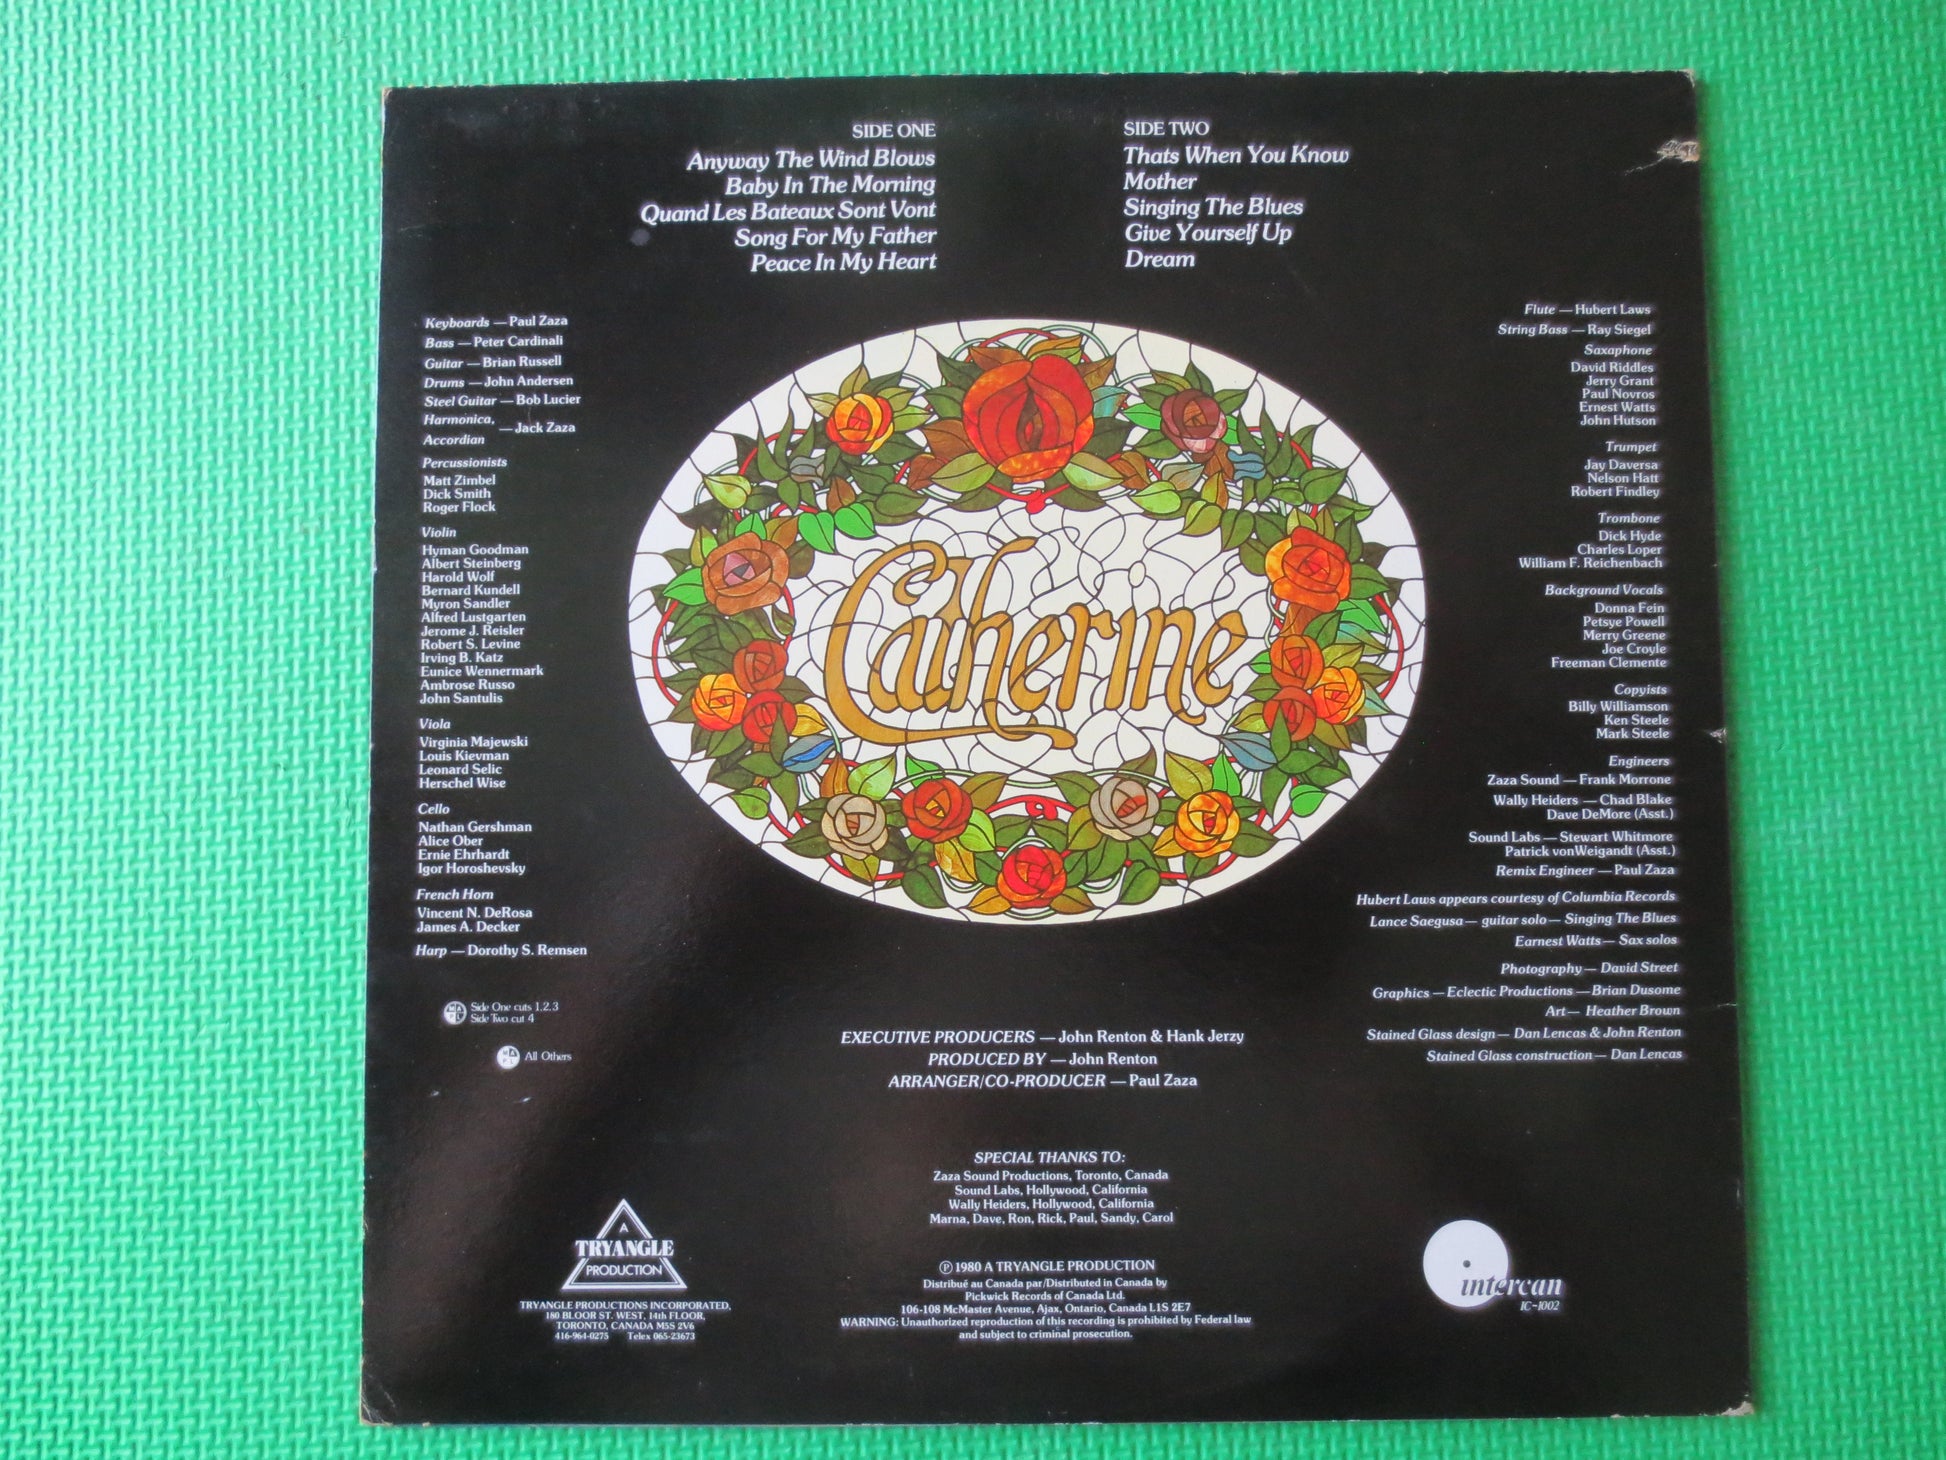 SIDE ONE
Anyway The Wind Blows
Baby In The Morning
Quand Les Bateaux Sont Vont
Song For My Father
Peace In My Heart
SIDE TWO
Thats When You Know
Mother
Singing The Blues
Give Yourself Up
Dream
Keyboards — Paul Zaza
Bass — Peter Cardinali
Guitar — Brian Russell
Drums — John Andersen
Steel Guitar — Bob Lucier
Harmonica,
— Jack Zaza
Accordian
Percussionists
Matt Zimbel
Dick Smith
Roger Flock
Violin
Hyman Goodman
Albert Steinberg
Harold Wolf
Bernard Kundell
Myron Sandler
Alfred Lustgarten
Jerome J. Reisler
Robert S. Levine
Irving B. Katz
Eunice Wennermark
Ambrose Russo
John Santulis
Viola
Virginia Majewski
Louis Kievman
Leonard Selic
Herschel Wise
Cello
Nathan Gershman
Alice Ober
Ernie Ehrhardt
Igor Horoshevsky
French Horn
Vincent N. DeRosa
James A. Decker
Harp — Dorothy S. Remsen
Catherine
Flute — Hubert Laws
String Bass — Ray Siegel
Saxaphone
David Riddles
Jerry Grant
Paul Novros
Ernest Watts
John Hutson
Trumpet
Jay Daversa
Nelson Hatt
Robert Findley
Trombone
Dick Hyde
Charles Loper
William F. Reichenbach
Background Vocals
Donna Fein
Petsye Powell
Merry Greene
Joe Croyle
Freeman Clemente
Copyists
Billy Williamson
Ken Steele
Mark Steele
Engineers
Zaza Sound — Frank Morrone
Wally Heiders — Chad Blake
Dave DeMore (Asst.)
Sound Labs — Stewart Whitmore
Patrick vonWeigandt (Asst.)
Remix Engineer — Paul Zaza
Hubert Laws appears courtesy of Columbia Records
Lance Saegusa — guitar solo — Singing The Blues
Earnest Watts — Sax solos
Photography — David Street
Graphics — Eclectic Productions — Brian Dusome
Art — Heather Brown
Stained Glass design — Dan Lencas & John Renton
Stained Glass construction — Dan Lencas
M A P L Side One cuts 1.2.3
Side Two cut 4
M A P L All Others
EXECUTIVE PRODUCERS — John Renton & Hank Jerzy
PRODUCED BY — John Renton
ARRANGER/CO-PRODUCER — Paul Zaza
SPECIAL THANKS TO:
Zaza Sound Productions, Toronto, Canada
Sound Labs, Hollywood, California
Wally Heiders, Hollywood, California
Marna, Dave, Ron, Rick, Paul, Sandy, Carol
A
TRYANGLE
PRODUCTION
TRYANGLE PRODUCTIONS INCORPORATED,
180 BLOOR ST. WEST, 14th FLOOR,
TORONTO, CANADA M5S 2V6
416-964-0275 Telex 065-23673
Ⓟ 1980 A TRYANGLE PRODUCTION
Distribué au Canada par/Distributed in Canada by
Pickwick Records of Canada Ltd.
106-108 McMaster Avenue, Ajax, Ontario, Canada L1S 2E7
WARNING: Unauthorized reproduction of this recording is prohibited by Federal law
and subject to criminal prosecution.
intercan
IC-1002